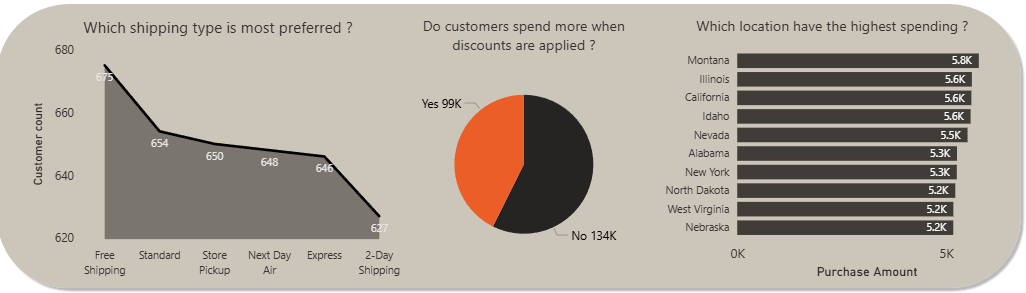 Which shipping type is most preferred ?
680
660
640
620
Customer count
675
654
650
648
646
627
Free
Shipping
Standard
Store
Pickup
Next Day
Air
Express
2-Day
Shipping
Do customers spend more when
discounts are applied ?
Yes 99K
No 134K
Which location have the highest spending ?
Montana 5.8K
Illinois 5.6K
California 5.6K
Idaho 5.6K
Nevada 5.5K
Alabama 5.3K
New York 5.3K
North Dakota 5.2K
West Virginia 5.2K
Nebraska 5.2K
0K 5K
Purchase Amount